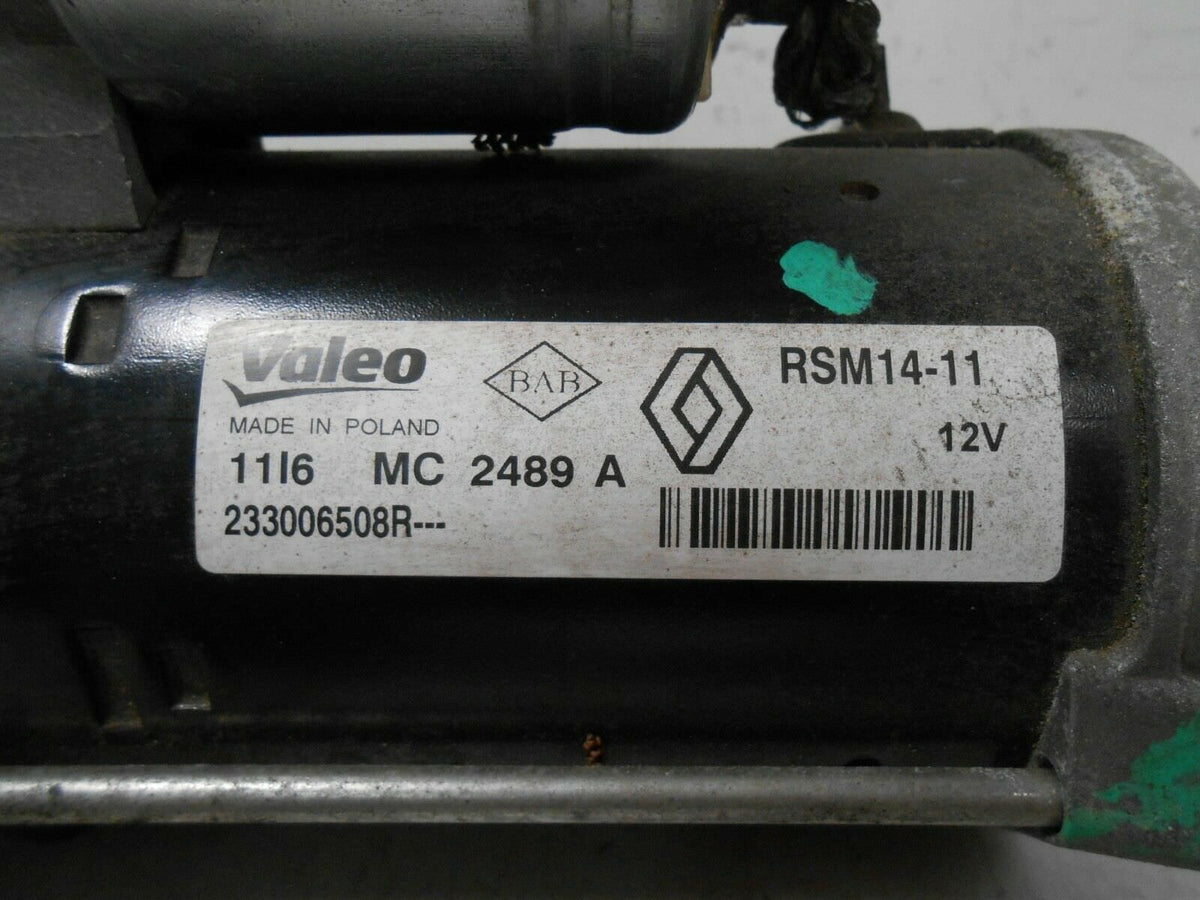 Valeo
BAB
RSM14-11
MADE IN POLAND
12V
11I6 MC 2489 A
233006508R---